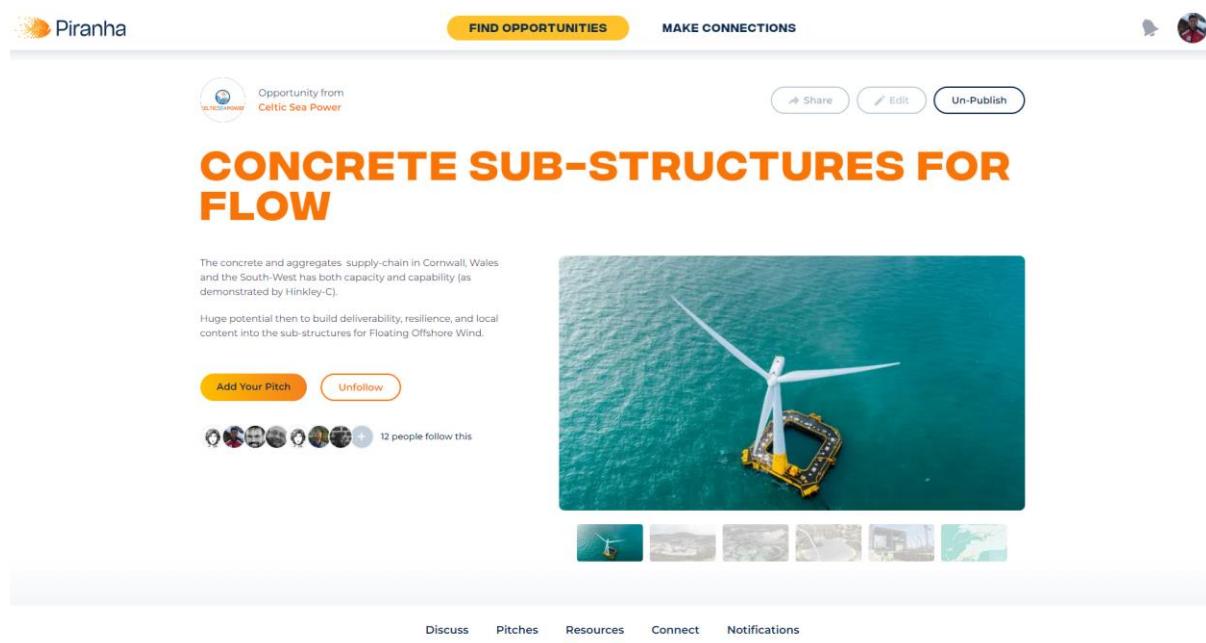 Piranha
FIND OPPORTUNITIES
MAKE CONNECTIONS
Opportunity from
Celtic Sea Power
Share
Edit
Un-Publish
CONCRETE SUB-STRUCTURES FOR
FLOW
The concrete and aggregates supply-chain in Cornwall, Wales
and the South-West has both capacity and capability (as
demonstrated by Hinkley-C).
Huge potential then to build deliverability, resilience, and local
content into the sub-structures for Floating Offshore Wind.
Add Your Pitch
Unfollow
12 people follow this
Discuss
Pitches
Resources
Connect
Notifications